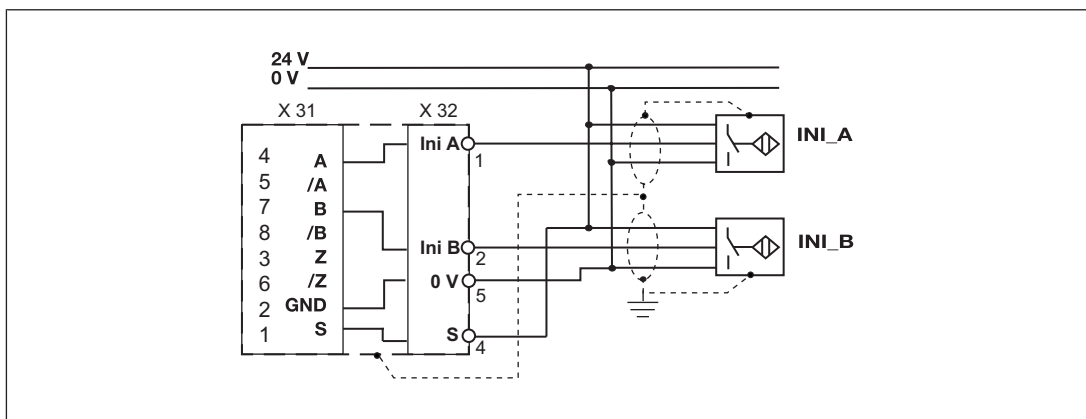 24 V
0 V
X 31
X 32
4 A
5 /A
7 B
8 /B
3 Z
6 /Z
2 GND
1 S
Ini A
1
Ini B
2
0 V
5
S
4
INI_A
INI_B